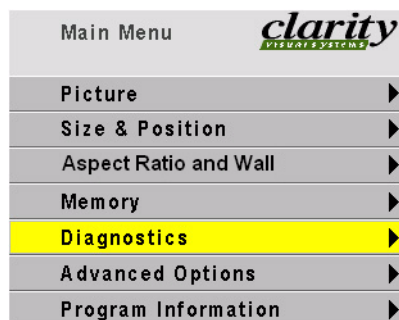 Main Menu
clarity
VISUAL SYSTEMS
Picture
Size & Position
Aspect Ratio and Wall
Memory
Diagnostics
Advanced Options
Program Information